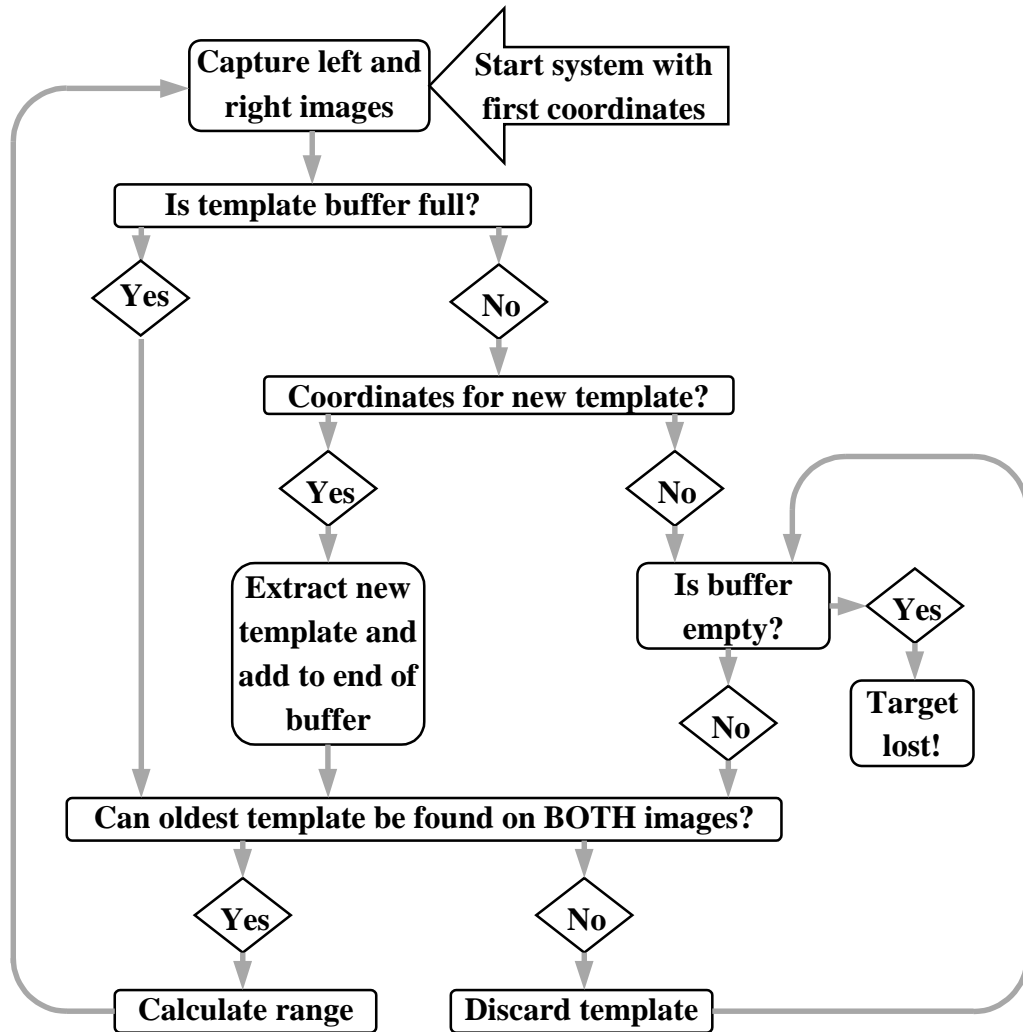 Capture left and
right images
Start system with
first coordinates
Is template buffer full?
Yes
No
Coordinates for new template?
Yes
No
Extract new
template and
add to end of
buffer
Is buffer
empty?
Yes
No
Target
lost!
Can oldest template be found on BOTH images?
Yes
No
Calculate range
Discard template